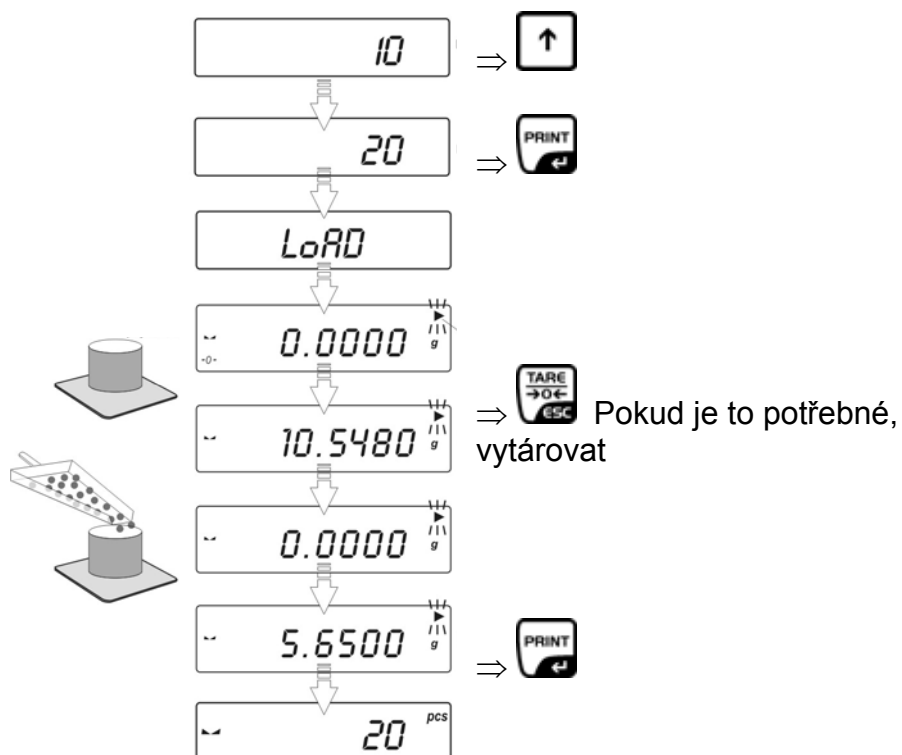 10
⇒ ↑
20
⇒ PRINT
LoAD
0.0000 g
-0-
10.5480 g
⇒ TARE →0← ESC Pokud je to potřebné,
vytárovat
0.0000 g
5.6500 g
⇒ PRINT
20 pcs